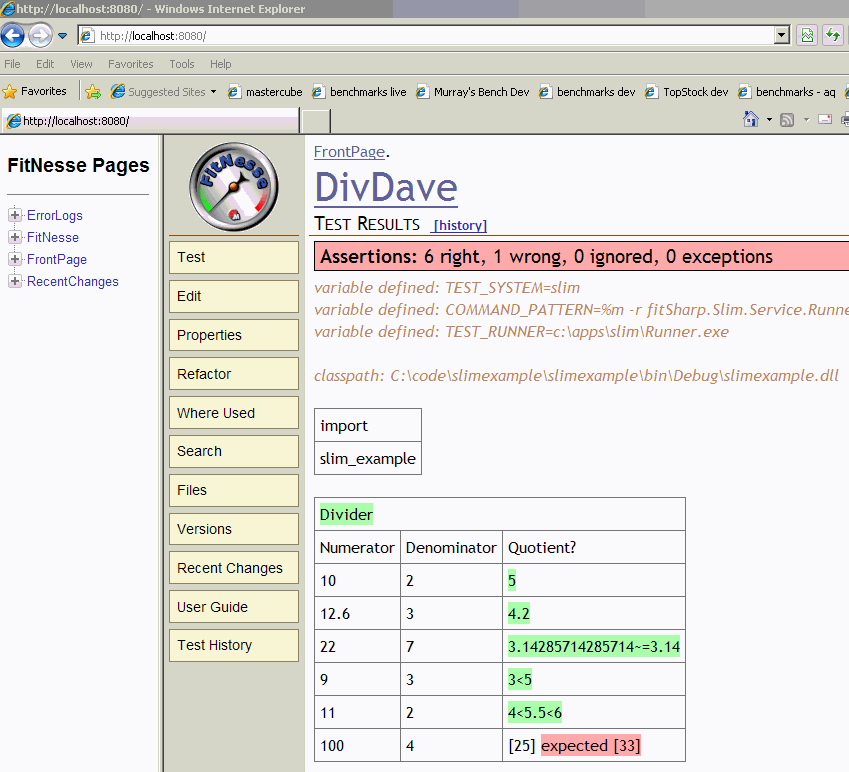 http://localhost:8080/ - Windows Internet Explorer
http://localhost:8080/
File Edit View Favorites Tools Help
Favorites Suggested Sites mastercube benchmarks live Murray's Bench Dev benchmarks dev TopStock dev benchmarks - aq
http://localhost:8080/
FitNesse Pages
ErrorLogs
FitNesse
FrontPage
RecentChanges
FitNesse
Test
Edit
Properties
Refactor
Where Used
Search
Files
Versions
Recent Changes
User Guide
Test History
FrontPage.
DivDave
TEST RESULTS [history]
Assertions: 6 right, 1 wrong, 0 ignored, 0 exceptions
variable defined: TEST_SYSTEM=slim
variable defined: COMMAND_PATTERN=%m -r fitSharp.Slim.Service.Runne
variable defined: TEST_RUNNER=c:\apps\slim\Runner.exe
classpath: C:\code\slimexample\slimexample\bin\Debug\slimexample.dll
import
slim_example
Divider
Numerator Denominator Quotient?
10 2 5
12.6 3 4.2
22 7 3.14285714285714~=3.14
9 3 3<5
11 2 4<5.5<6
100 4 [25] expected [33]